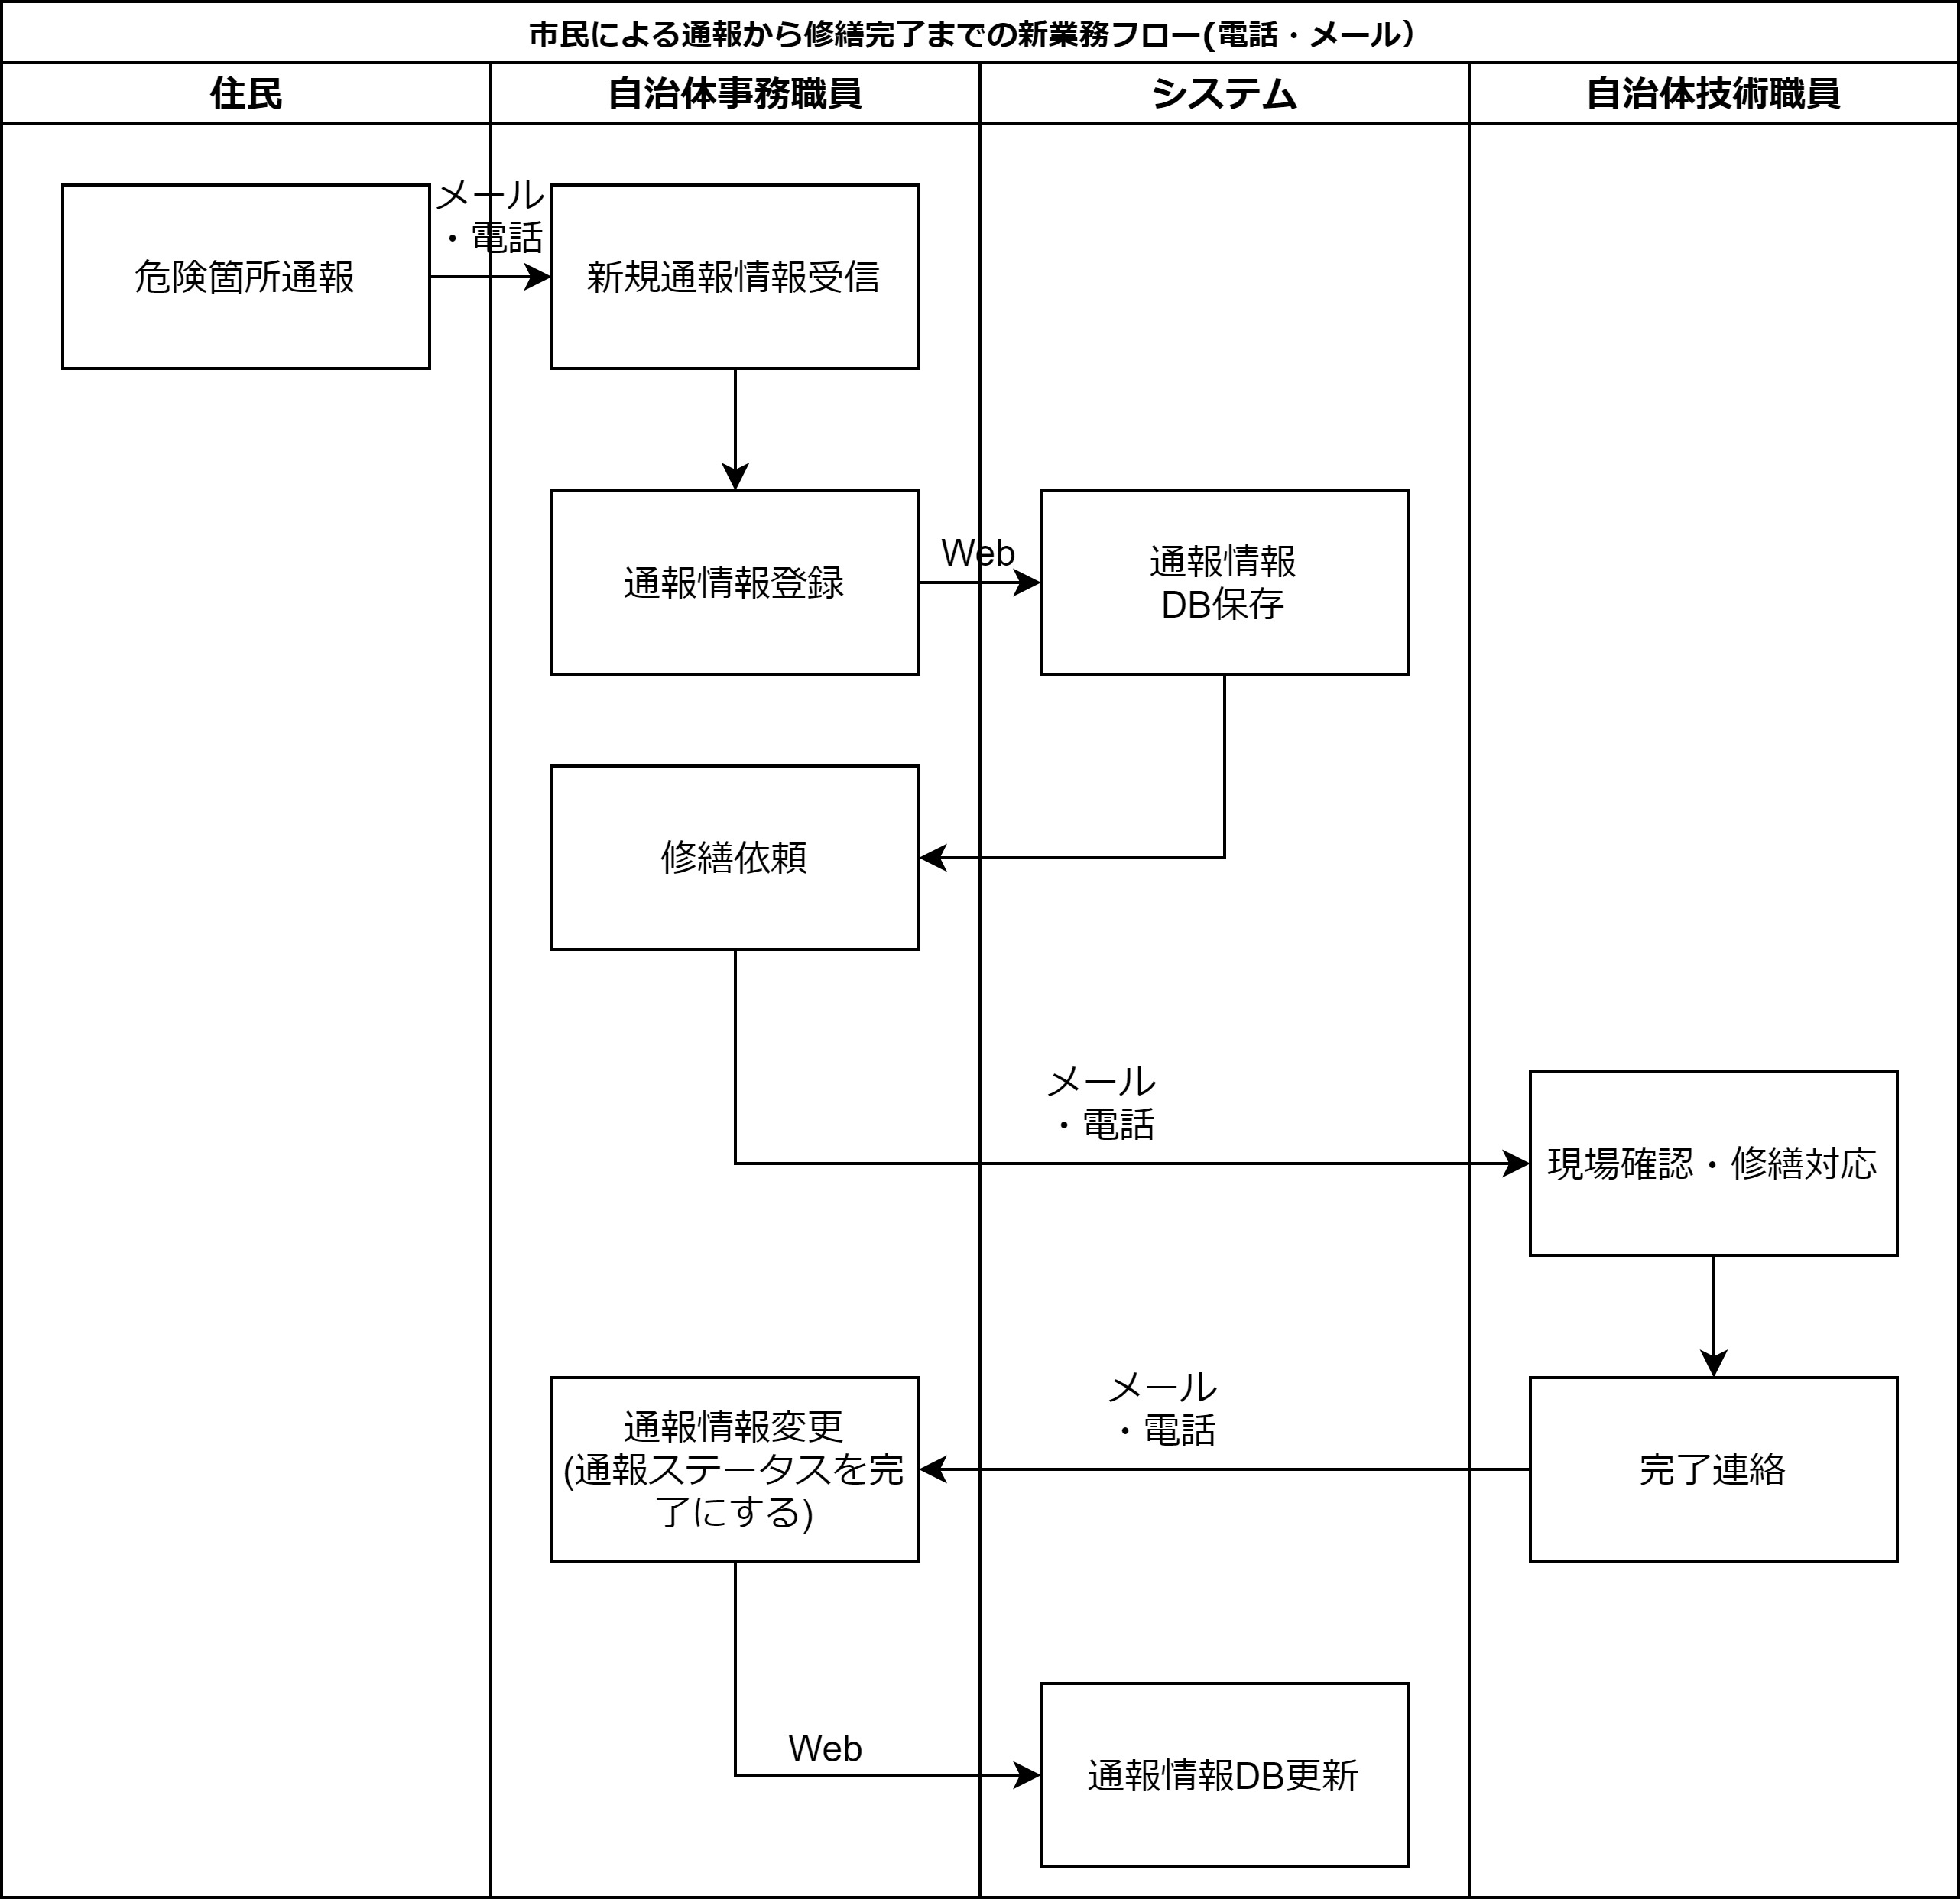 市民による通報から修繕完了までの新業務フロー(電話・メール）
住民
自治体事務職員
システム
自治体技術職員
危険箇所通報
メール
・電話
新規通報情報受信
通報情報登録
Web
通報情報
DB保存
修繕依頼
メール
・電話
現場確認・修繕対応
完了連絡
メール
・電話
通報情報変更
(通報ステータスを完
了にする)
Web
通報情報DB更新